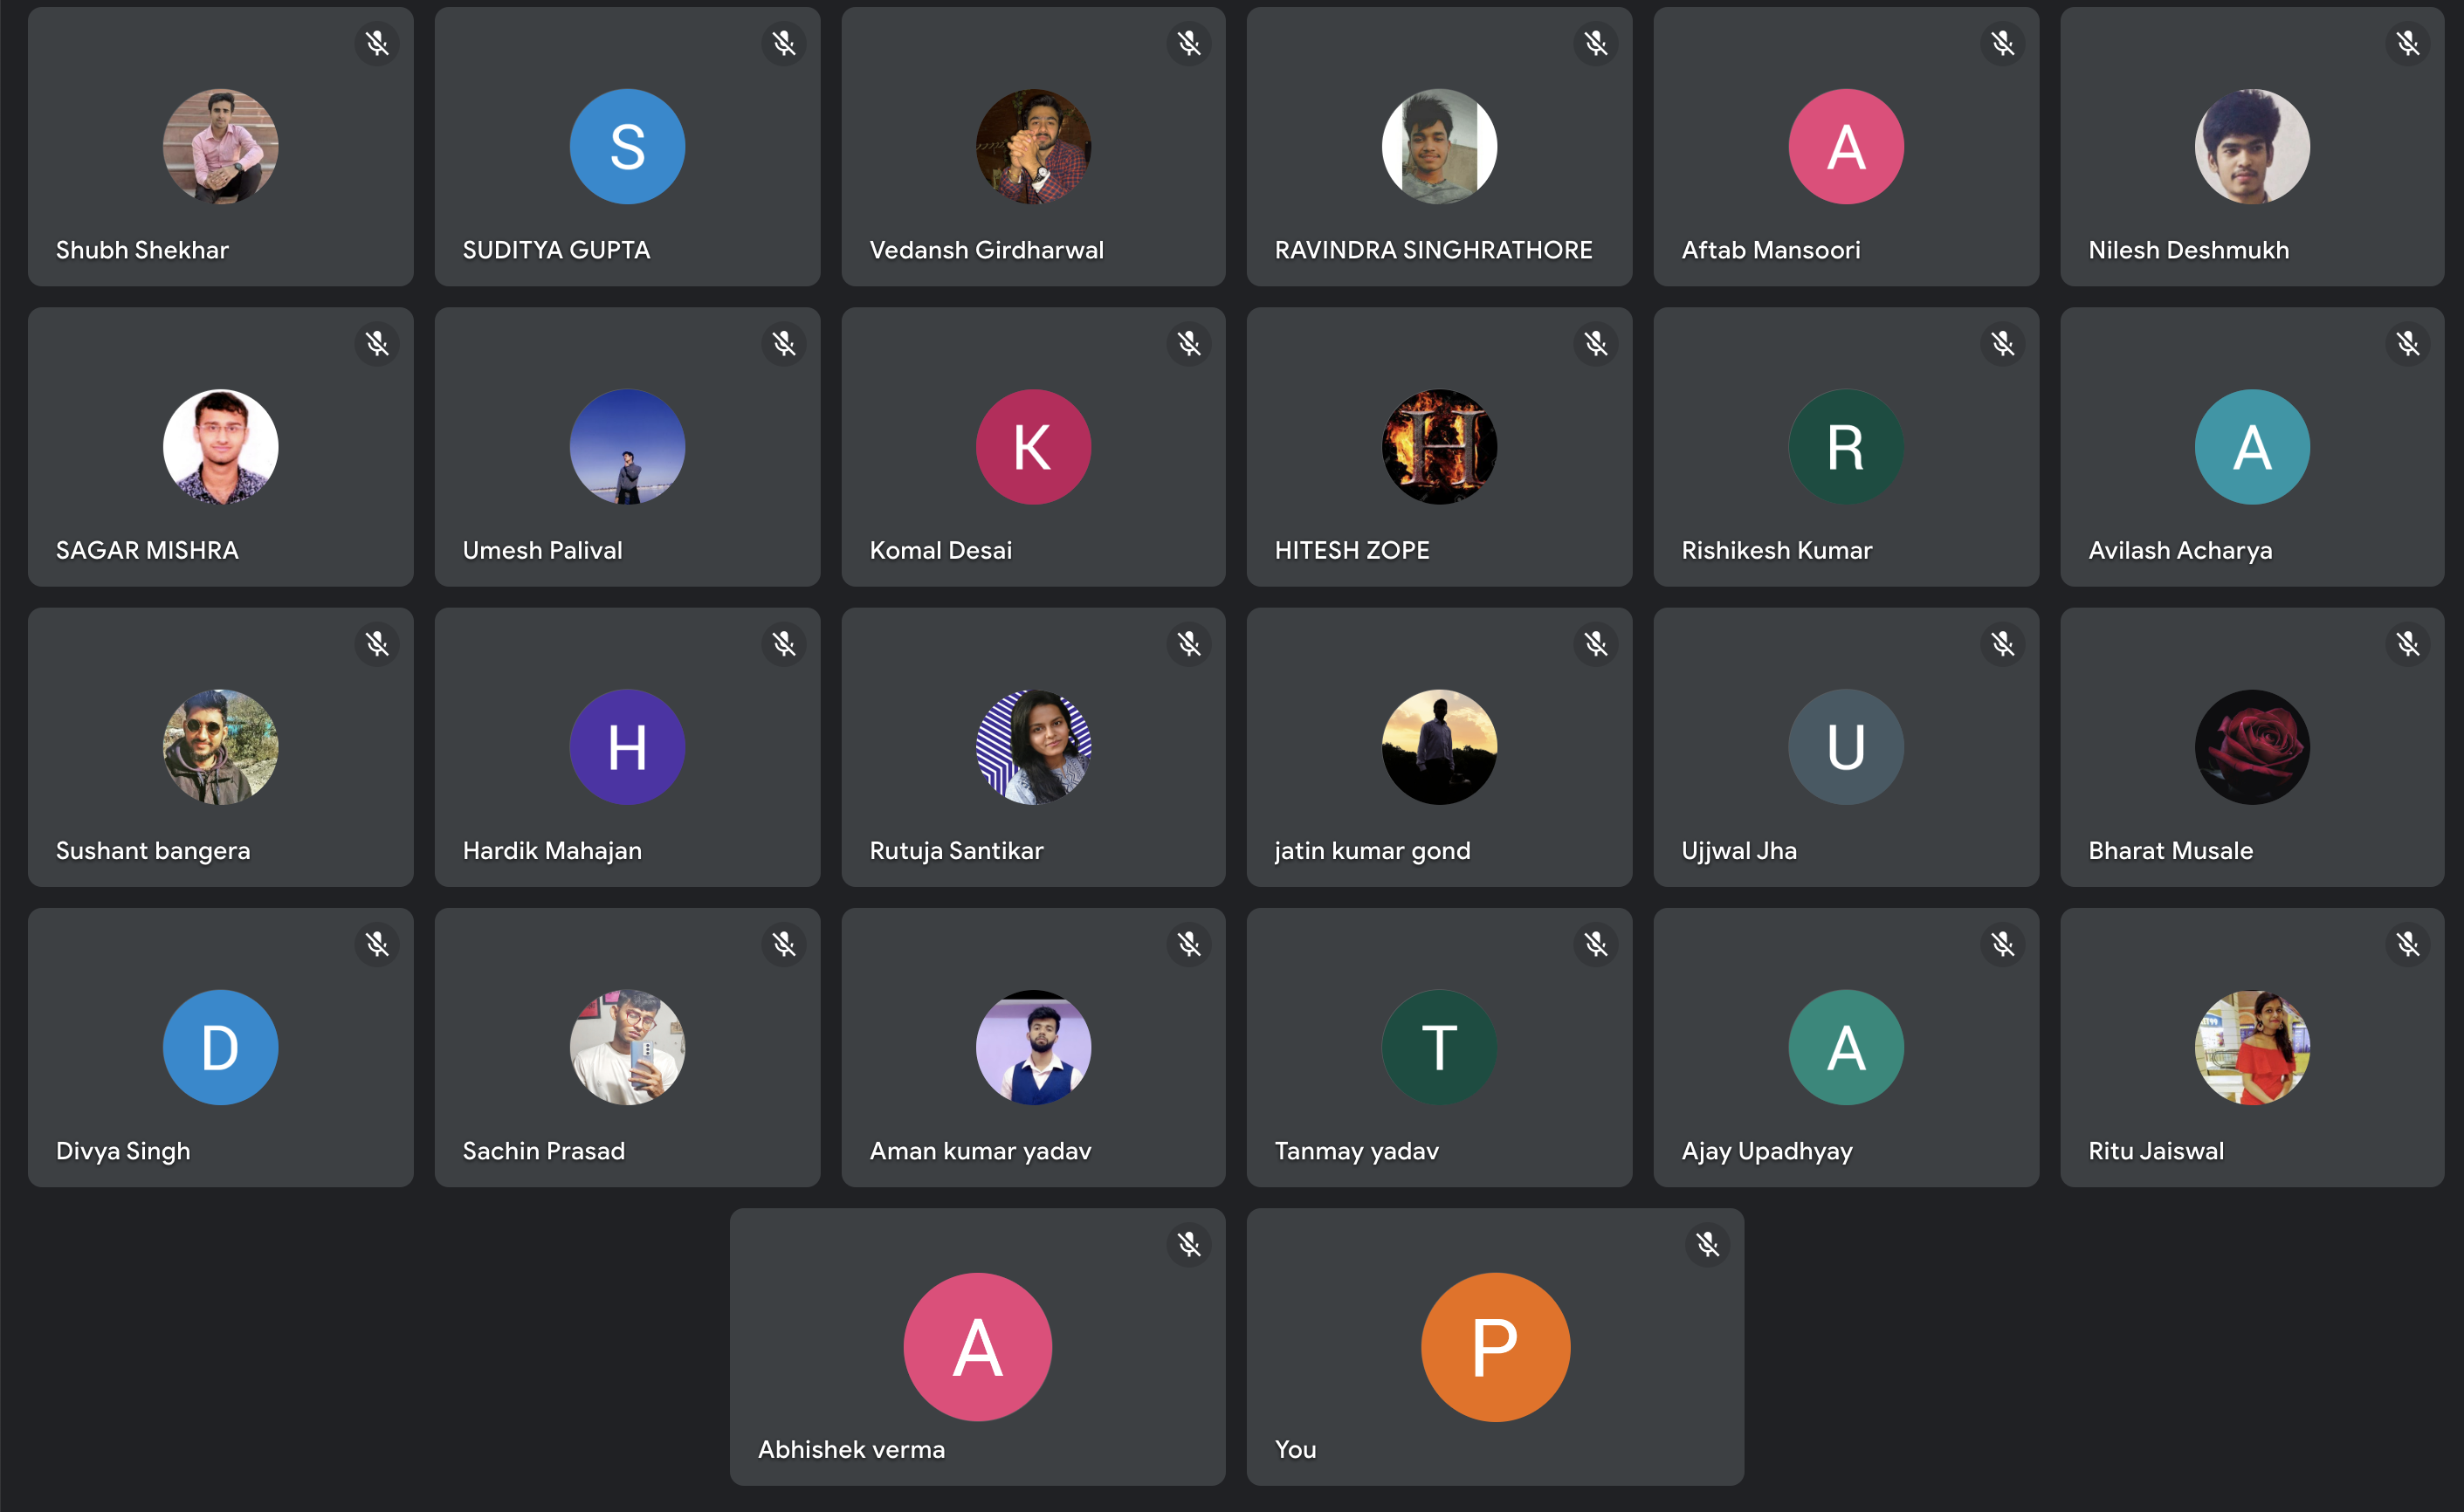 Shubh Shekhar
S
SUDITYA GUPTA
Vedansh Girdharwal
RAVINDRA SINGHRATHORE
A
Aftab Mansoori
Nilesh Deshmukh
SAGAR MISHRA
Umesh Palival
K
Komal Desai
H
HITESH ZOPE
R
Rishikesh Kumar
A
Avilash Acharya
Sushant bangera
H
Hardik Mahajan
Rutuja Santikar
jatin kumar gond
U
Ujjwal Jha
Bharat Musale
D
Divya Singh
Sachin Prasad
Aman kumar yadav
T
Tanmay yadav
A
Ajay Upadhyay
Ritu Jaiswal
A
Abhishek verma
P
You